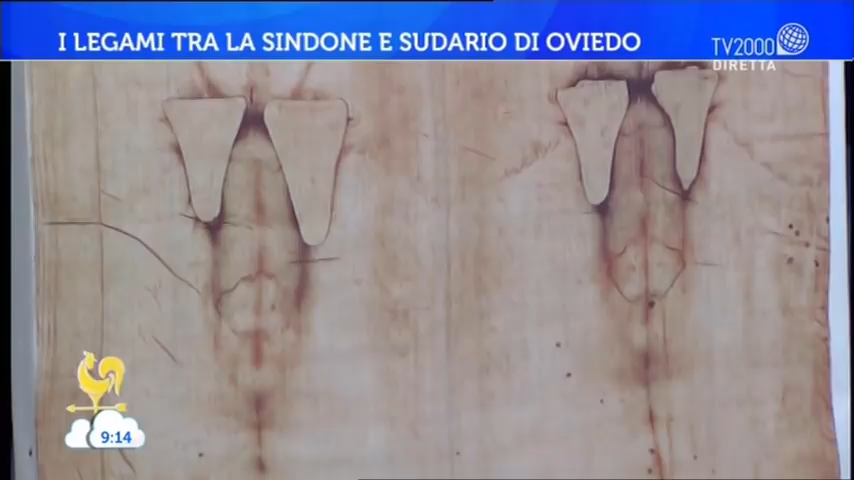 I LEGAMI TRA LA SINDONE E SUDARIO DI OVIEDO
TV2000
DIRETTA
9:14